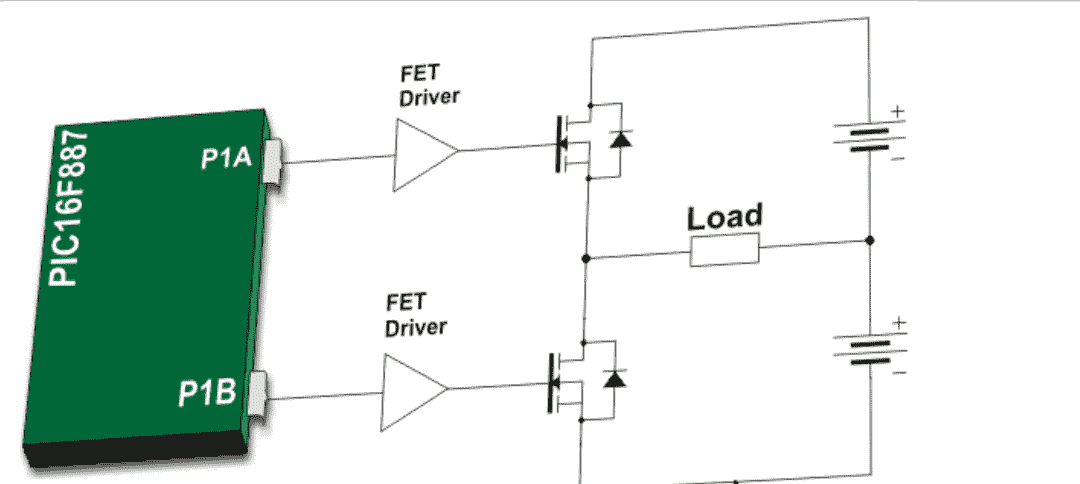 PIC16F887
P1A
P1B
FET
Driver
FET
Driver
Load
+
−
+
−